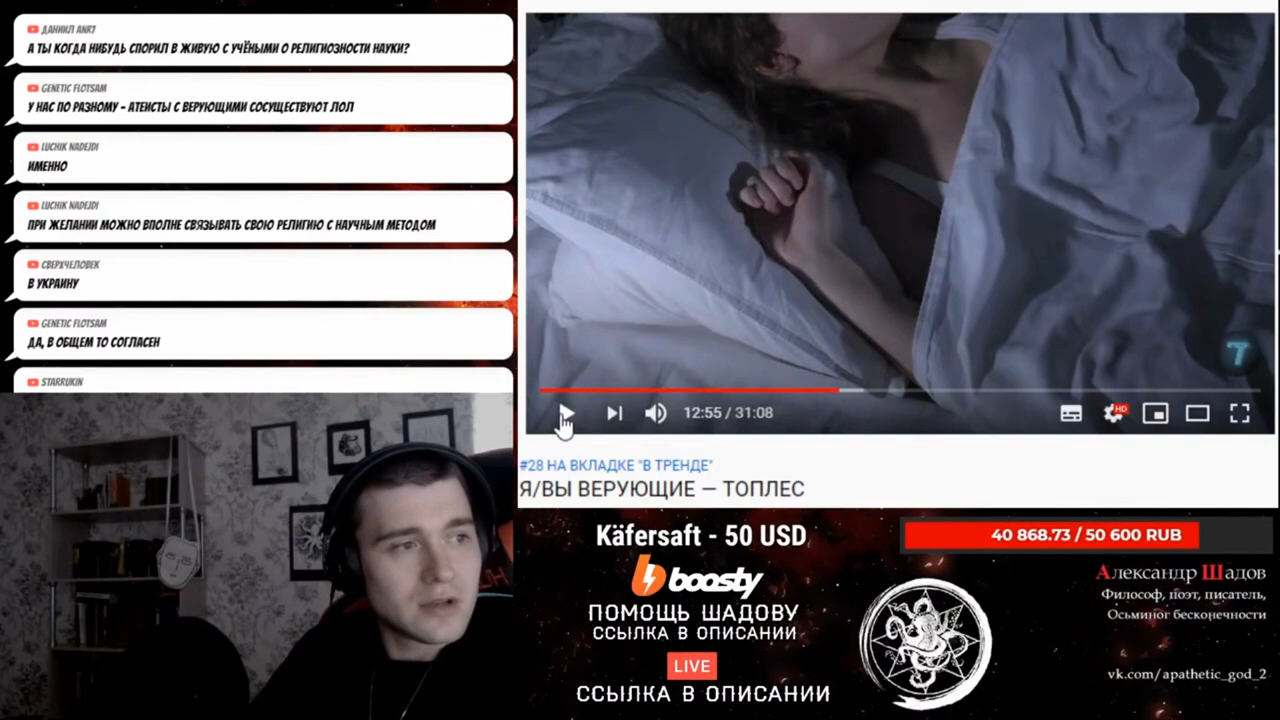 ДАНИИЛ ANR7
А ТЫ КОГДА НИБУДЬ СПОРИЛ В ЖИВУЮ С УЧЁНЫМИ О РЕЛИГИОЗНОСТИ НАУКИ?
GENETIC FLOTSAM
У НАС ПО РАЗНОМУ - АТЕИСТЫ С ВЕРУЮЩИМИ СОСУЩЕСТВУЮТ ЛОЛ
LUCHIK NADEJDI
ИМЕННО
LUCHIK NADEJDI
ПРИ ЖЕЛАНИИ МОЖНО ВПОЛНЕ СВЯЗЫВАТЬ СВОЮ РЕЛИГИЮ С НАУЧНЫМ МЕТОДОМ
СВЕРХЧЕЛОВЕК
В УКРАИНУ
GENETIC FLOTSAM
ДА, В ОБЩЕМ ТО СОГЛАСЕН
STARRUKIN
T
12:55 / 31:08
HD
#28 НА ВКЛАДКЕ "В ТРЕНДЕ"
Я/ВЫ ВЕРУЮЩИЕ — ТОПЛЕС
Käfersaft - 50 USD
boosty
ПОМОЩЬ ШАДОВУ
ССЫЛКА В ОПИСАНИИ
LIVE
ССЫЛКА В ОПИСАНИИ
40 868.73 / 50 600 RUB
Александр Шадов
Философ, поэт, писатель,
Осьминог бесконечности
vk.com/apathetic_god_2